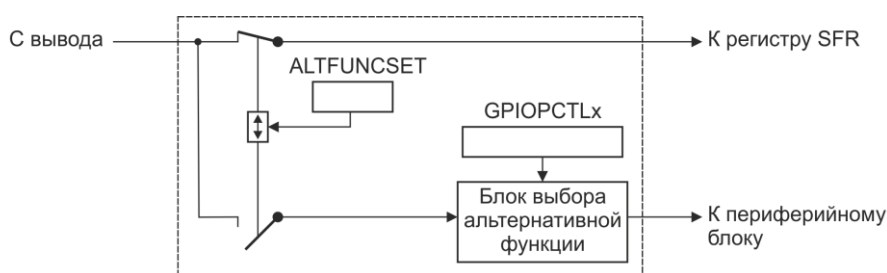 С вывода
К регистру SFR
ALTFUNCSET
GPIOPCTLx
Блок выбора
альтернативной
функции
К периферийному
блоку